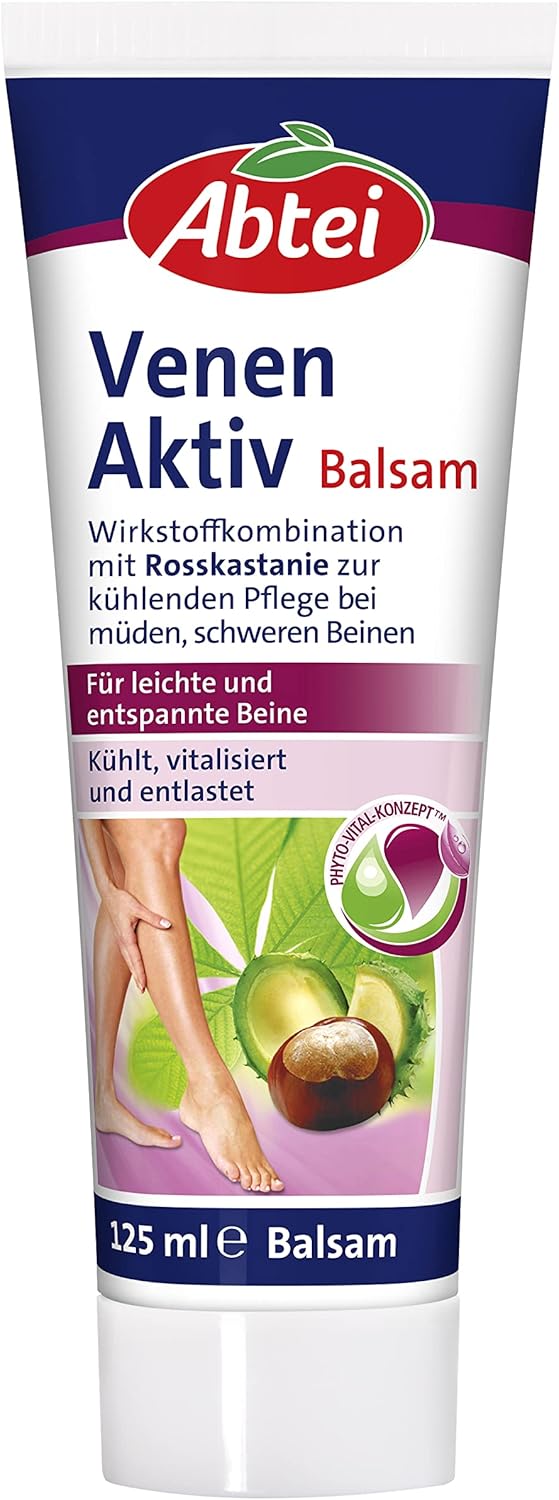 Abtei
Venen
Aktiv Balsam
Wirkstoffkombination
mit Rosskastanie zur
kühlenden Pflege bei
müden, schweren Beinen
Für leichte und
entspannte Beine
Kühlt, vitalisiert
und entlastet
PHYTO-VITAL-KONZEPT™
125 ml ℮ Balsam